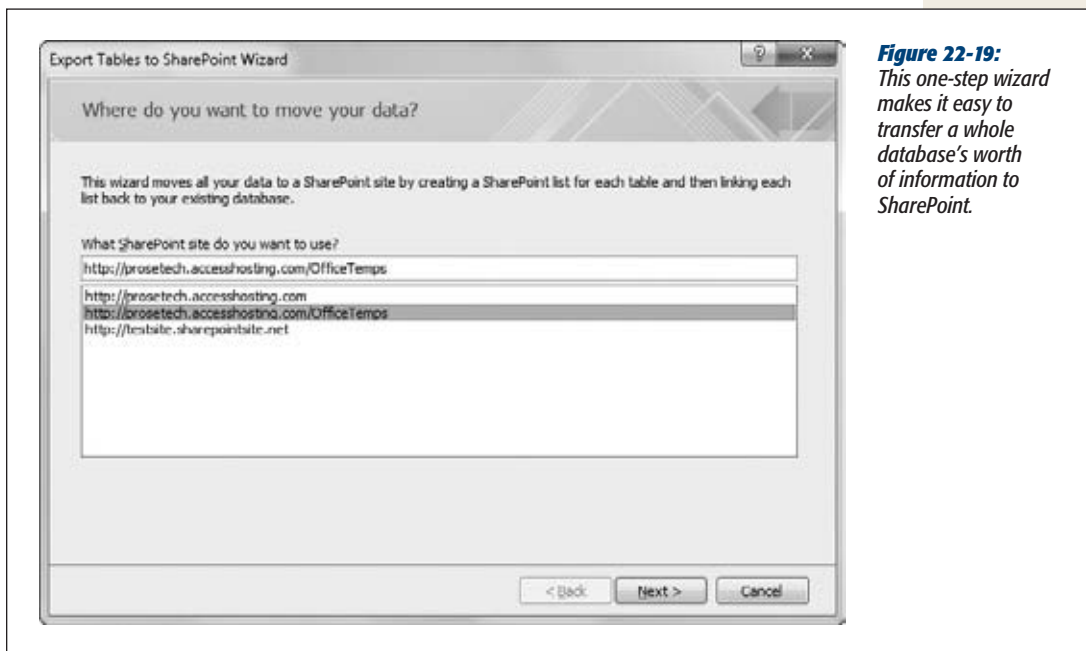 Export Tables to SharePoint Wizard
Where do you want to move your data?
This wizard moves all your data to a SharePoint site by creating a SharePoint list for each table and then linking each
list back to your existing database.
What SharePoint site do you want to use?
http://prosetech.accesshosting.com/OfficeTemps
http://prosetech.accesshosting.com
http://prosetech.accesshosting.com/OfficeTemps
http://testsite.sharepointsite.net
< Back
Next >
Cancel
Figure 22-19:
This one-step wizard
makes it easy to
transfer a whole
database's worth
of information to
SharePoint.